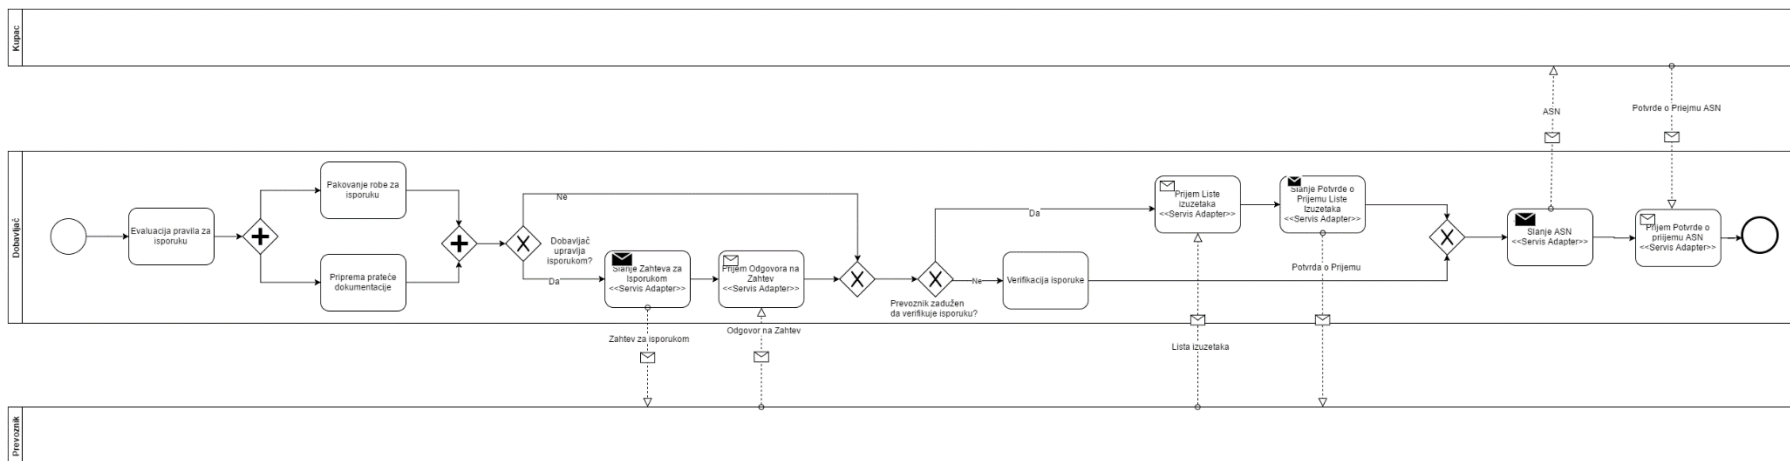 Kupac
ASN
Potvrde o Priejmu ASN
Dobavljač
Evaluacija pravila za
isporuku
Pakovanje robe za
isporuku
Priprema prateće
dokumentacije
Ne
Dobavljač
upravlja
isporukom?
Da
Slanje Zahteva za
Isporukom
<<Servis Adapter>>
Prijem Odgovora na
Zahtev
<<Servis Adapter>>
Prevoznik zadužen
da verifikuje isporuku?
Da
Ne
Verifikacija isporuke
Prijem Liste
izuzetaka
<<Servis Adapter>>
Slanje Potvrde o
Prijemu Liste
Izuzetaka
<<Servis Adapter>>
Potvrda o Prijemu
Slanje ASN
<<Servis Adapter>>
Prijem Potvrde o
priijemu ASN
<<Servis Adapter>>
Zahtev za isporukom
Odgovor na Zahtev
Lista izuzetaka
Prevoznik